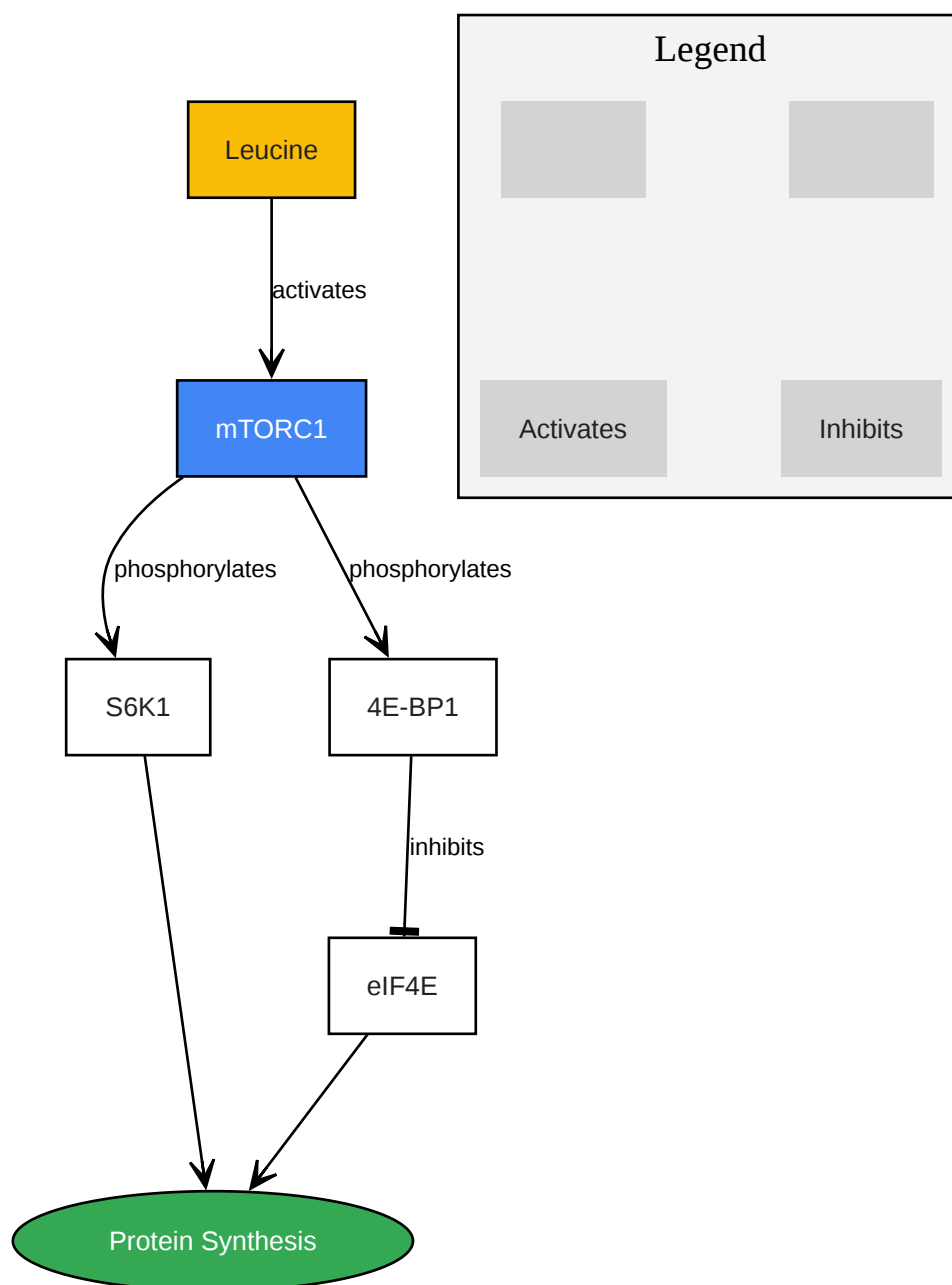 Legend
Leucine
activates
mTORC1
Activates
Inhibits
phosphorylates
phosphorylates
S6K1
4E-BP1
inhibits
eIF4E
Protein Synthesis